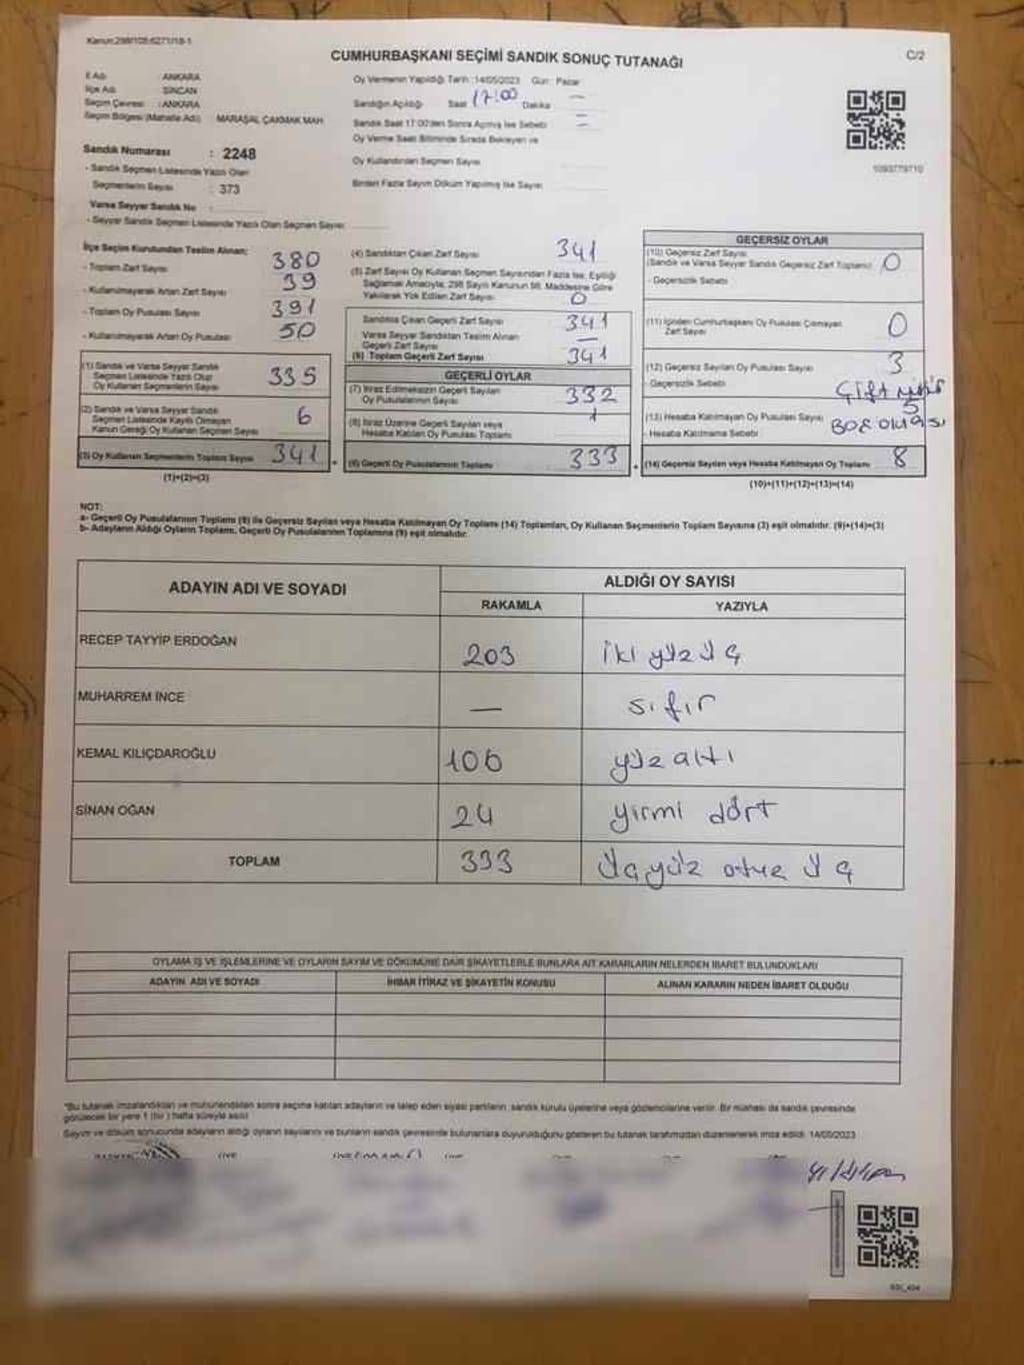 Kanun:298/105;6271/18-1
CUMHURBAŞKANI SEÇİMİ SANDIK SONUÇ TUTANAĞI
C/2
İl Adı : ANKARA
İlçe Adı : SİNCAN
Seçim Çevresi : ANKARA
Seçim Bölgesi (Mahalle Adı) MARAŞAL ÇAKMAK MAH
Sandık Numarası : 2248
- Sandık Seçmen Listesinde Yazılı Olan
Seçmenlerin Sayısı : 373
Varsa Seyyar Sandık No :
- Seyyar Sandık Seçmen Listesinde Yazılı Olan Seçmen Sayısı
Oy Vermenin Yapıldığı Tarih :14/05/2023 Gün : Pazar
Sandığın Açıldığı Saat 17:00 Dakika —
Sandık Saat 17:00'den Sonra Açılmış İse Sebebi
Oy Verme Saat Bitiminde Sırada Bekleyen ve
Oy Kullandırılan Seçmen Sayısı
Birden Fazla Sayım Döküm Yapılmış İse Sayısı
1093779710
İlçe Seçim Kurulundan Teslim Alınan;
- Toplam Zarf Sayısı 380
- Kullanılmayarak Artan Zarf Sayısı 39
- Toplam Oy Pusulası Sayısı 391
- Kullanılmayarak Artan Oy Pusulası 50
(1) Sandık ve Varsa Seyyar Sandık
Seçmen Listesinde Yazılı Olup
Oy Kullanan Seçmenlerin Sayısı 335
(2) Sandık ve Varsa Seyyar Sandık
Seçmen Listesinde Kayıtlı Olmayan
Kanun Gereği Oy Kullanan Seçmen Sayısı 6
(3) Oy Kullanan Seçmenlerin Toplam Sayısı 341
(1)+(2)=(3)
(4) Sandıktan Çıkan Zarf Sayısı 341
(5) Zarf Sayısı Oy Kullanan Seçmen Sayısından Fazla İse, Eşitliği
Sağlamak Amacıyla; 298 Sayılı Kanunun 98. Maddesine Göre
Yakılarak Yok Edilen Zarf Sayısı 0
Sandıkta Çıkan Geçerli Zarf Sayısı 341
Varsa Seyyar Sandıktan Teslim Alınan
Geçerli Zarf Sayısı —
(6) Toplam Geçerli Zarf Sayısı 341
GEÇERLİ OYLAR
(7) İtiraz Edilmeksizin Geçerli Sayılan
Oy Pusulalarının Sayısı 332
(8) İtiraz Üzerine Geçerli Sayılan veya
Hesaba Katılan Oy Pusulası Toplamı 1
(9) Geçerli Oy Pusulalarının Toplamı 333
GEÇERSİZ OYLAR
(10) Geçersiz Zarf Sayısı
(Sandık ve Varsa Seyyar Sandık Geçersiz Zarf Toplamı) 0
- Geçersizlik Sebebi
(11) İçinden Cumhurbaşkanı Oy Pusulası Çıkmayan
Zarf Sayısı 0
(12) Geçersiz Sayılan Oy Pusulası Sayısı 3
- Geçersizlik Sebebi Çift mühür
(13) Hesaba Katılmayan Oy Pusulası Sayısı 5
- Hesaba Katılmama Sebebi BOŞ olması
(14) Geçersiz Sayılan veya Hesaba Katılmayan Oy Toplamı 8
(10)+(11)+(12)+(13)=(14)
NOT:
a- Geçerli Oy Pusulalarının Toplamı (9) ile Geçersiz Sayılan veya Hesaba Katılmayan Oy Toplamı (14) Toplamları, Oy Kullanan Seçmenlerin Toplam Sayısına (3) eşit olmalıdır. (9)+(14)=(3)
b- Adayların Aldığı Oyların Toplamı, Geçerli Oy Pusulalarının Toplamına (9) eşit olmalıdır.
ADAYIN ADI VE SOYADI ALDIĞI OY SAYISI
RAKAMLA YAZIYLA
RECEP TAYYİP ERDOĞAN 203 iki yüz üç
MUHARREM İNCE — sıfır
KEMAL KILIÇDAROĞLU 106 yüz altı
SİNAN OĞAN 24 yirmi dört
TOPLAM 333 üçyüz otuz üç
OYLAMA İŞ VE İŞLEMLERİNE VE OYLARIN SAYIM VE DÖKÜMÜNE DAİR ŞİKAYETLERLE BUNLARA AİT KARARLARIN NELERDEN İBARET BULUNDUKLARI
ADAYIN ADI VE SOYADI İHBAR İTİRAZ VE ŞİKAYETİN KONUSU ALINAN KARARIN NEDEN İBARET OLDUĞU
"Bu tutanak imzalandıktan ve mühürlendikten sonra seçime katılan adayların ve talep eden siyasi partilerin, sandık kurulu üyelerine veya gözlemcilerine verilir. Bir nüshası de sandık çevresinde
görülecek bir yere 1 (bir) hafta süreyle asılır.
Sayım ve döküm sonucunda adayların aldığı oyların sayılarını ve bunların sandık çevresinde bulunanlara duyurulduğunu gösteren bu tutanak tarafımızdan düzenlenerek imza edildi. 14/05/2023